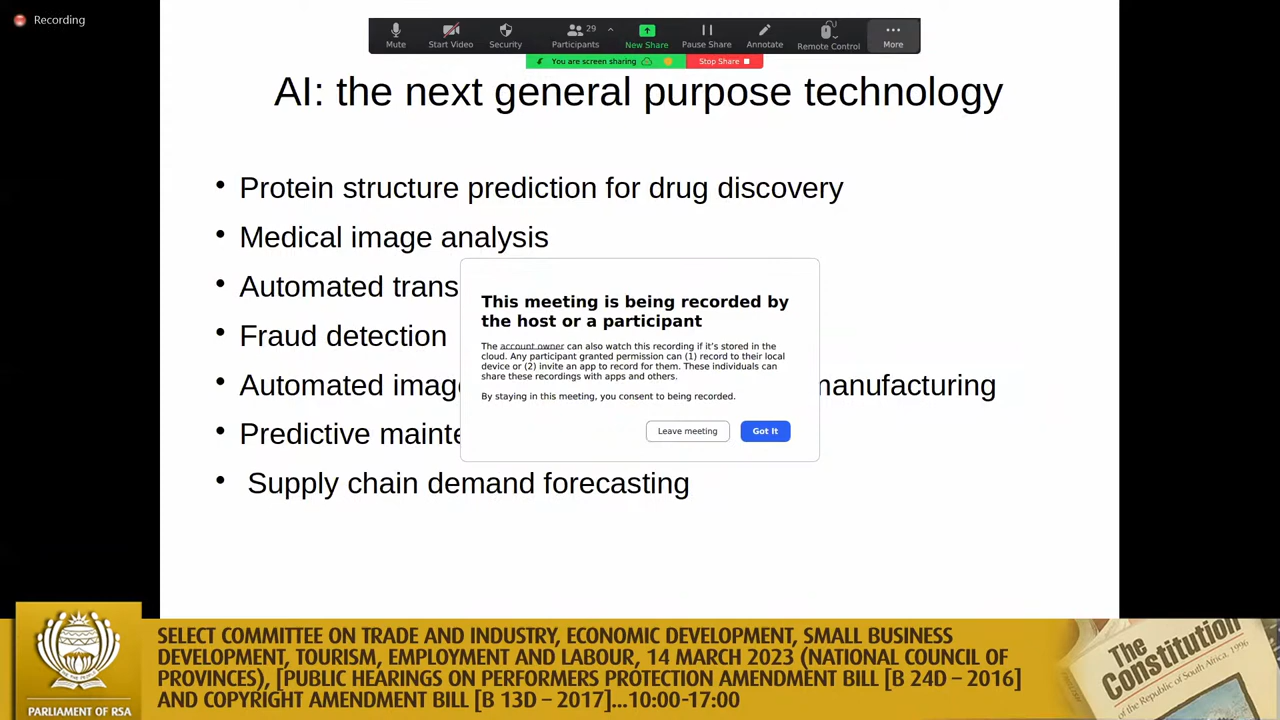 Recording
Mute
Start Video
Security
Participants
29
New Share
Pause Share
Annotate
Remote Control
More
You are screen sharing
Stop Share
AI: the next general purpose technology
• Protein structure prediction for drug discovery
• Medical image analysis
• Automated trans
• Fraud detection
• Automated imag
manufacturing
• Predictive mainte
• Supply chain demand forecasting
This meeting is being recorded by
the host or a participant
The account owner can also watch this recording if it's stored in the
cloud. Any participant granted permission can (1) record to their local
device or (2) invite an app to record for them. These individuals can
share these recordings with apps and others.
By staying in this meeting, you consent to being recorded.
Leave meeting
Got It
PARLIAMENT OF RSA
SELECT COMMITTEE ON TRADE AND INDUSTRY, ECONOMIC DEVELOPMENT, SMALL BUSINESS
DEVELOPMENT, TOURISM, EMPLOYMENT AND LABOUR, 14 MARCH 2023 (NATIONAL COUNCIL OF
PROVINCES), [PUBLIC HEARINGS ON PERFORMERS PROTECTION AMENDMENT BILL [B 24D – 2016]
AND COPYRIGHT AMENDMENT BILL [B 13D – 2017]...10:00-17:00
The
Constitution
of the Republic of South Africa, 1996